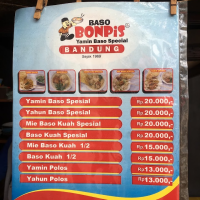 BASO
BONPIS
Yamin Baso Special
BANDUNG
Sejak 1968
Yamin Baso Spesial Rp 20.000,-
Yahun Baso Spesial Rp 20.000,-
Mie Baso Kuah Spesial Rp 20.000,-
Baso Kuah Spesial Rp 20.000,-
Mie Baso Kuah 1/2 Rp 15.000,-
Baso Kuah 1/2 Rp 15.000,-
Yamin Polos Rp 13.000,-
Yahun Polos Rp 13.000,-